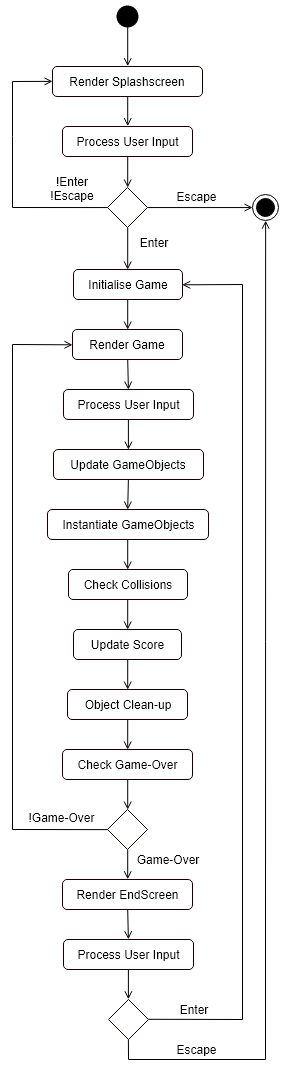 Render Splashscreen
Process User Input
!Enter
!Escape
Escape
Enter
Initialise Game
Render Game
Process User Input
Update GameObjects
Instantiate GameObjects
Check Collisions
Update Score
Object Clean-up
Check Game-Over
!Game-Over
Game-Over
Render EndScreen
Process User Input
Enter
Escape